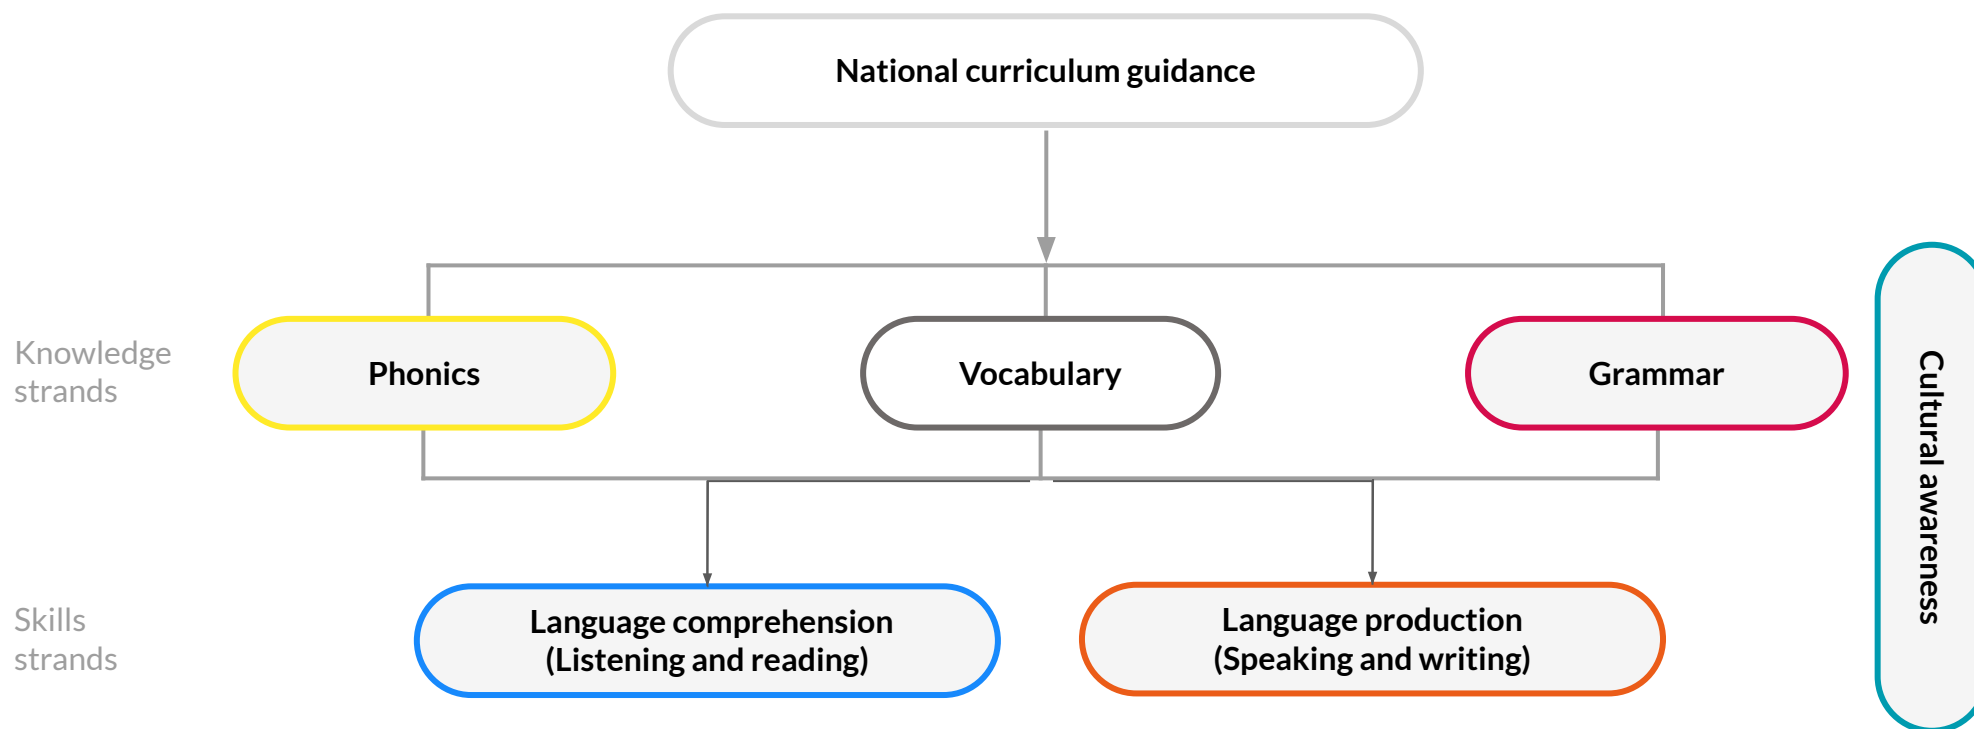 National curriculum guidance
Knowledge
strands
Phonics
Vocabulary
Grammar
Cultural awareness
Skills
strands
Language comprehension
(Listening and reading)
Language production
(Speaking and writing)